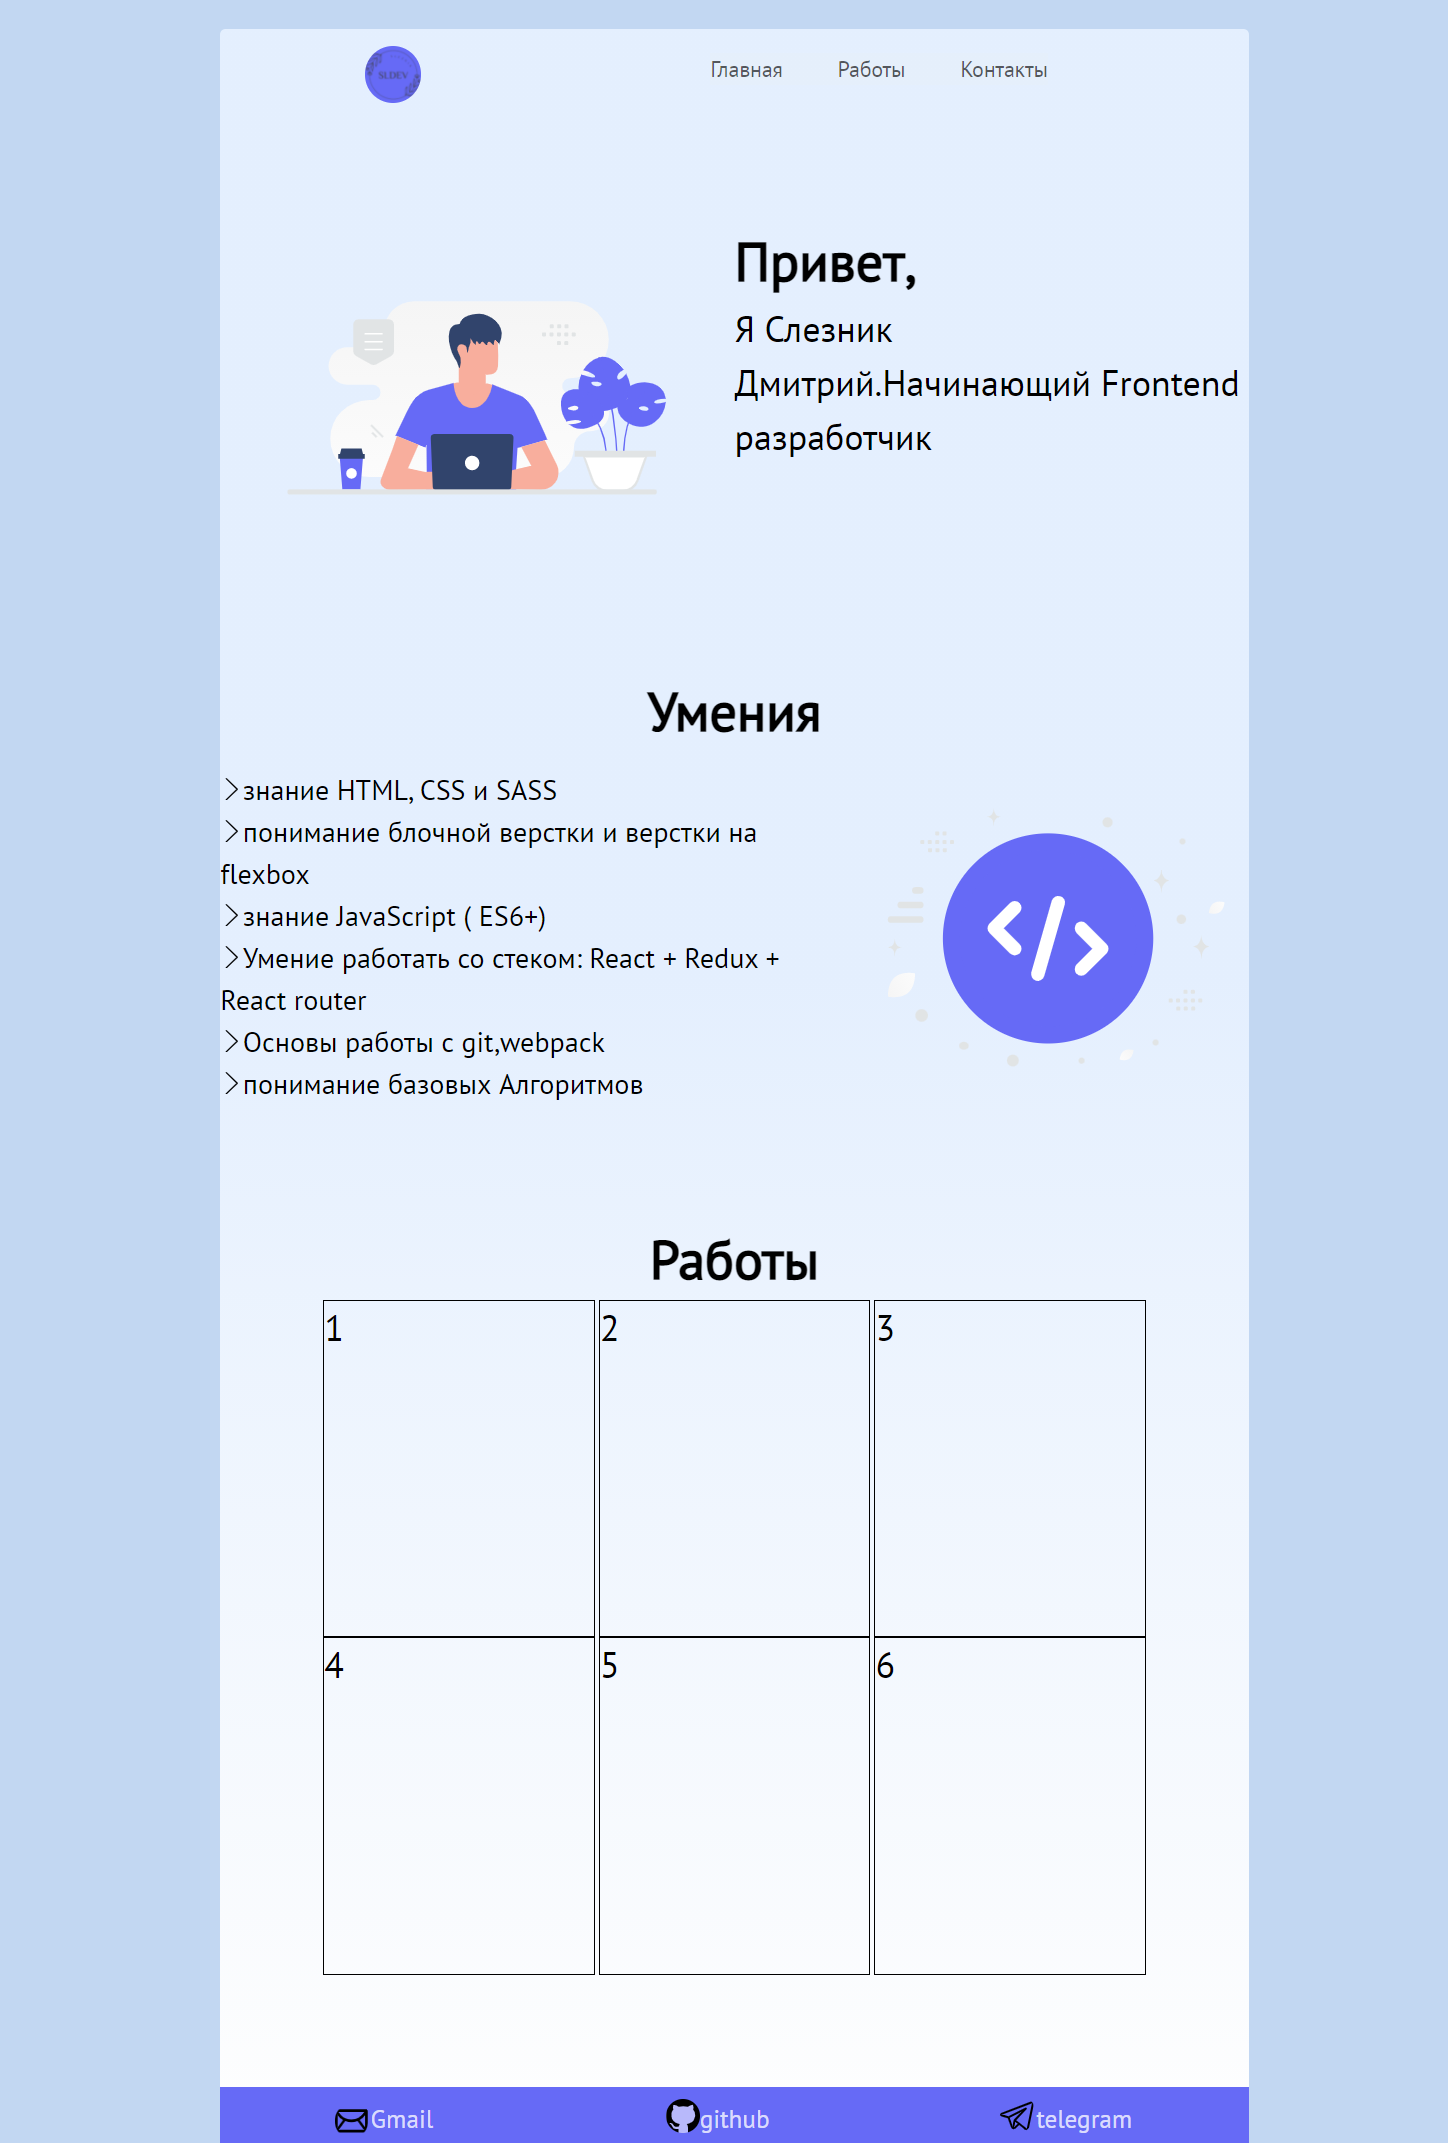 SLDEV
Главная Работы Контакты
Привет,
Я Слезник
Дмитрий.Начинающий Frontend
разработчик
Умения
знание HTML, CSS и SASS
понимание блочной верстки и верстки на
flexbox
знание JavaScript ( ES6+)
Умение работать со стеком: React + Redux +
React router
Основы работы с git,webpack
понимание базовых Алгоритмов
</>
Работы
1 2 3
4 5 6
Gmail github telegram